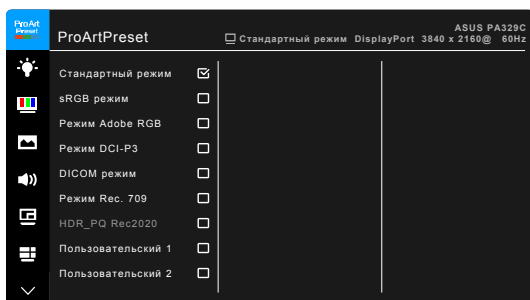 ProArt
Preset
ProArtPreset
ASUS PA329C
Стандартный режим DisplayPort 3840 x 2160@ 60Hz
Стандартный режим
sRGB режим
Режим Adobe RGB
Режим DCI-P3
DICOM режим
Режим Rec. 709
HDR_PQ Rec2020
Пользовательский 1
Пользовательский 2